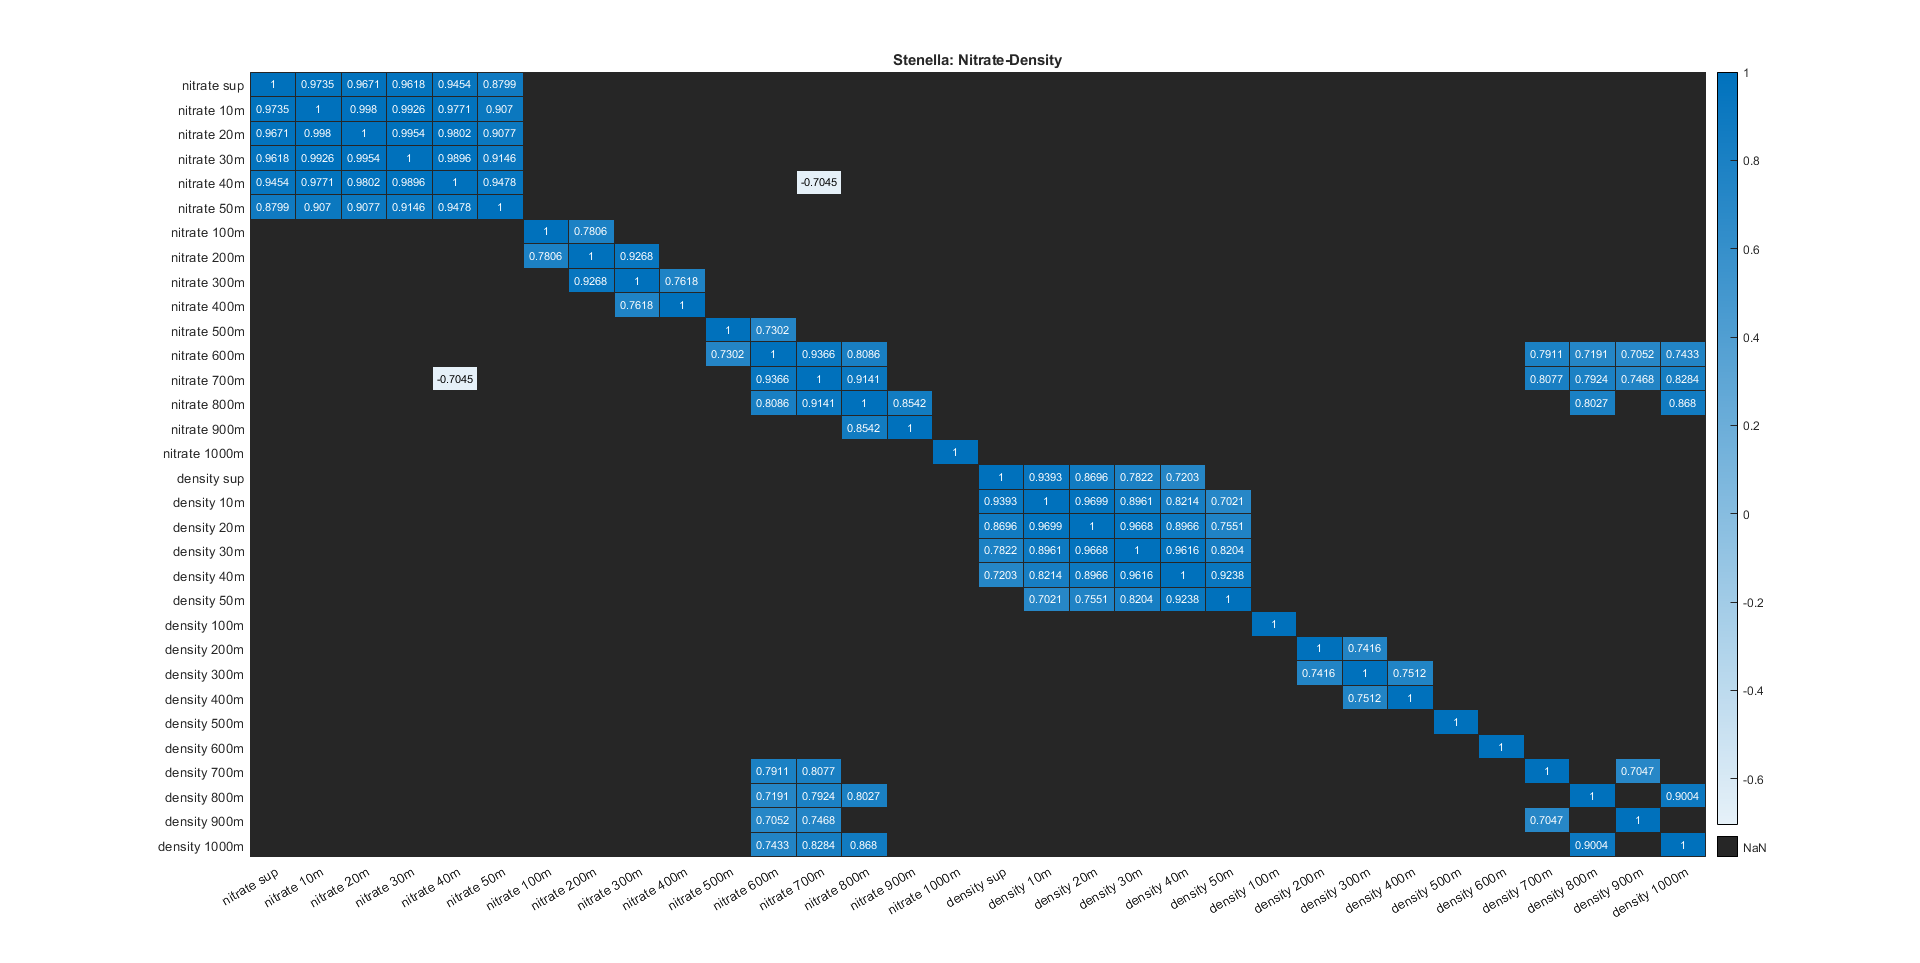 Stenella: Nitrate-Density
nitrate sup 1 0.9735 0.9671 0.9618 0.9454 0.8799
nitrate 10m 0.9735 1 0.998 0.9926 0.9771 0.907
nitrate 20m 0.9671 0.998 1 0.9954 0.9802 0.9077
nitrate 30m 0.9618 0.9926 0.9954 1 0.9896 0.9146
nitrate 40m 0.9454 0.9771 0.9802 0.9896 1 0.9478 -0.7045
nitrate 50m 0.8799 0.907 0.9077 0.9146 0.9478 1
nitrate 100m 1 0.7806
nitrate 200m 0.7806 1 0.9268
nitrate 300m 0.9268 1 0.7618
nitrate 400m 0.7618 1
nitrate 500m 1 0.7302
nitrate 600m 0.7302 1 0.9366 0.8086 0.7911 0.7191 0.7052 0.7433
nitrate 700m -0.7045 0.9366 1 0.9141 0.8077 0.7924 0.7468 0.8284
nitrate 800m 0.8086 0.9141 1 0.8542 0.8027 0.868
nitrate 900m 0.8542 1
nitrate 1000m 1
density sup 1 0.9393 0.8696 0.7822 0.7203
density 10m 0.9393 1 0.9699 0.8961 0.8214 0.7021
density 20m 0.8696 0.9699 1 0.9668 0.8966 0.7551
density 30m 0.7822 0.8961 0.9668 1 0.9616 0.8204
density 40m 0.7203 0.8214 0.8966 0.9616 1 0.9238
density 50m 0.7021 0.7551 0.8204 0.9238 1
density 100m 1
density 200m 1 0.7416
density 300m 0.7416 1 0.7512
density 400m 0.7512 1
density 500m 1
density 600m 1
density 700m 0.7911 0.8077 1 0.7047
density 800m 0.7191 0.7924 0.8027 1 0.9004
density 900m 0.7052 0.7468 0.7047 1
density 1000m 0.7433 0.8284 0.868 0.9004 1
nitrate sup
nitrate 10m
nitrate 20m
nitrate 30m
nitrate 40m
nitrate 50m
nitrate 100m
nitrate 200m
nitrate 300m
nitrate 400m
nitrate 500m
nitrate 600m
nitrate 700m
nitrate 800m
nitrate 900m
nitrate 1000m
density sup
density 10m
density 20m
density 30m
density 40m
density 50m
density 100m
density 200m
density 300m
density 400m
density 500m
density 600m
density 700m
density 800m
density 900m
density 1000m
1
0.8
0.6
0.4
0.2
0
-0.2
-0.4
-0.6
NaN